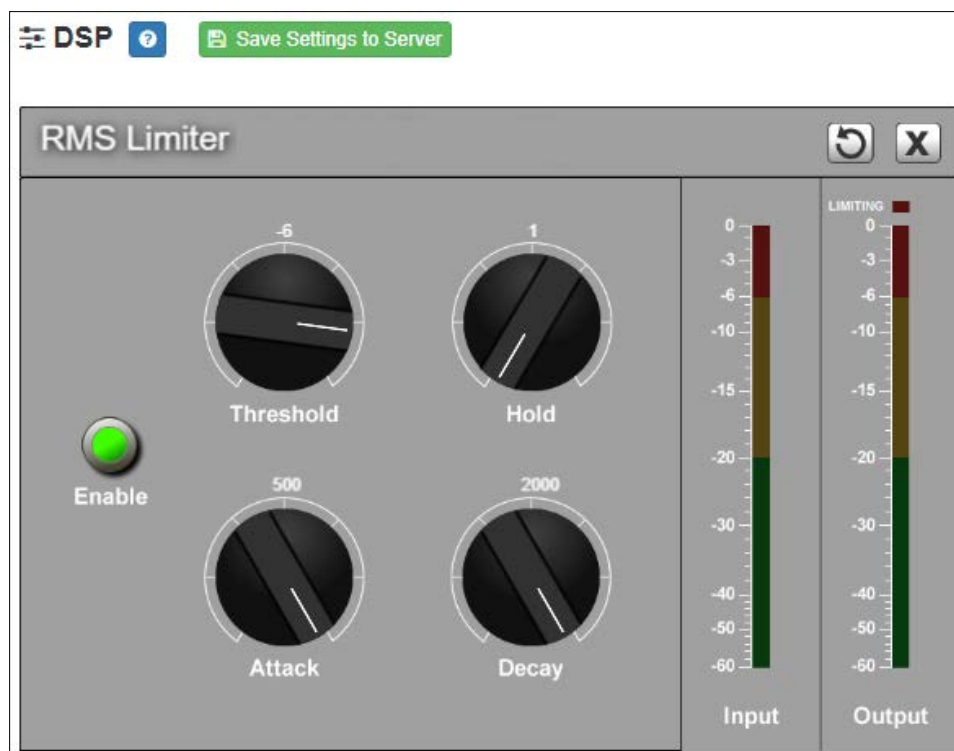 DSP ? Save Settings to Server
RMS Limiter X
-6
Threshold
1
Hold
Enable
500
Attack
2000
Decay
0
-3
-6
-10
-15
-20
-30
-40
-50
-60
Input
LIMITING
0
-3
-6
-10
-15
-20
-30
-40
-50
-60
Output